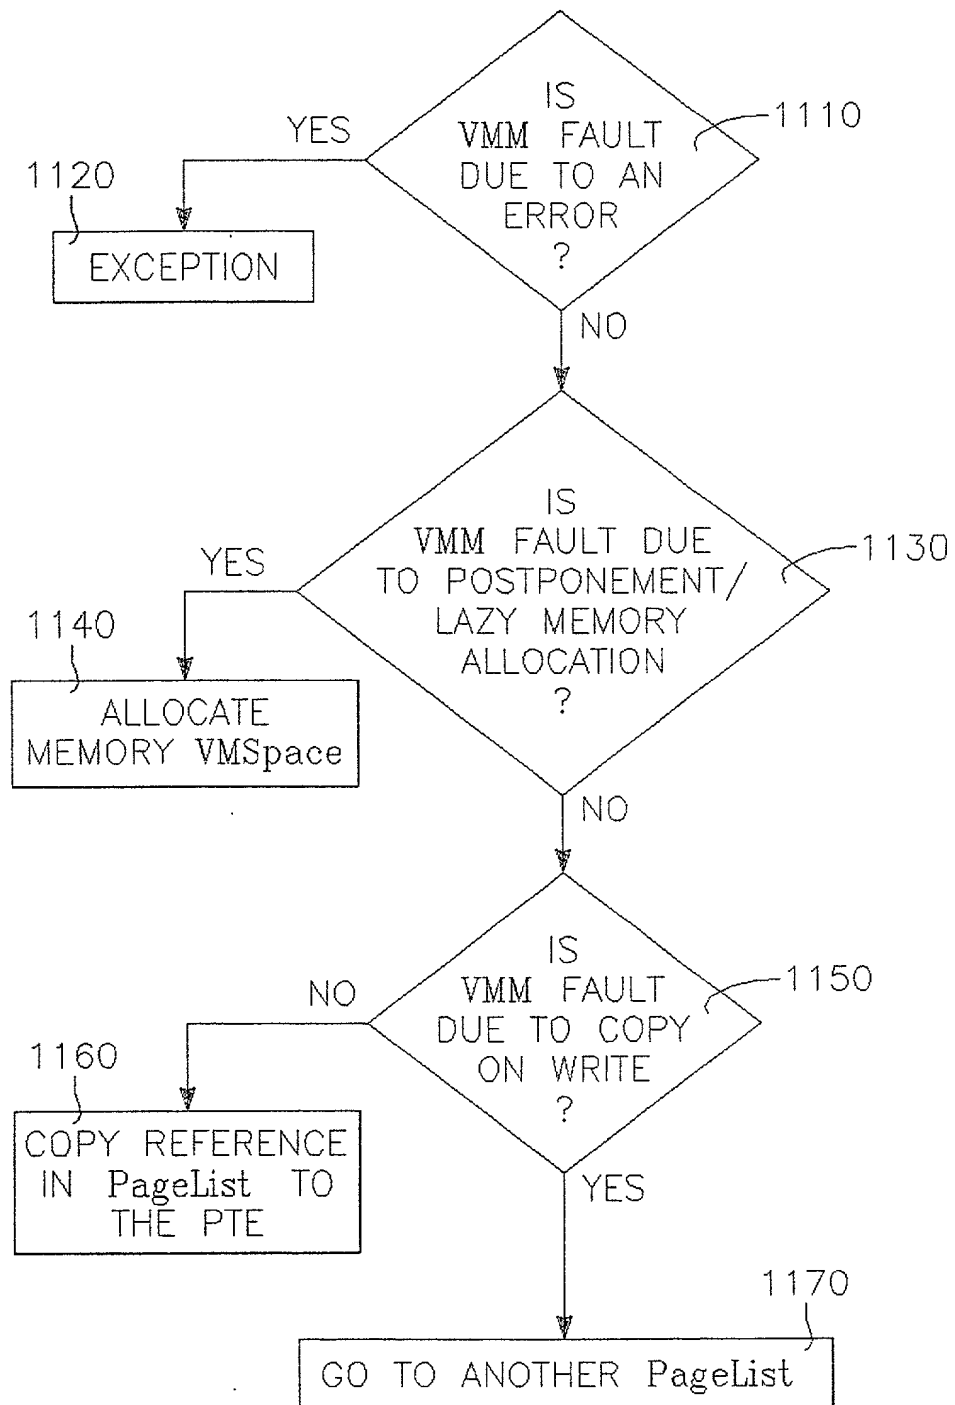 IS
VMM FAULT
DUE TO AN
ERROR
?
1110
YES
1120
EXCEPTION
NO
IS
VMM FAULT DUE
TO POSTPONEMENT/
LAZY MEMORY
ALLOCATION
?
1130
YES
1140
ALLOCATE
MEMORY VMSpace
NO
IS
VMM FAULT
DUE TO COPY
ON WRITE
?
1150
NO
1160
COPY REFERENCE
IN PageList TO
THE PTE
YES
1170
GO TO ANOTHER PageList